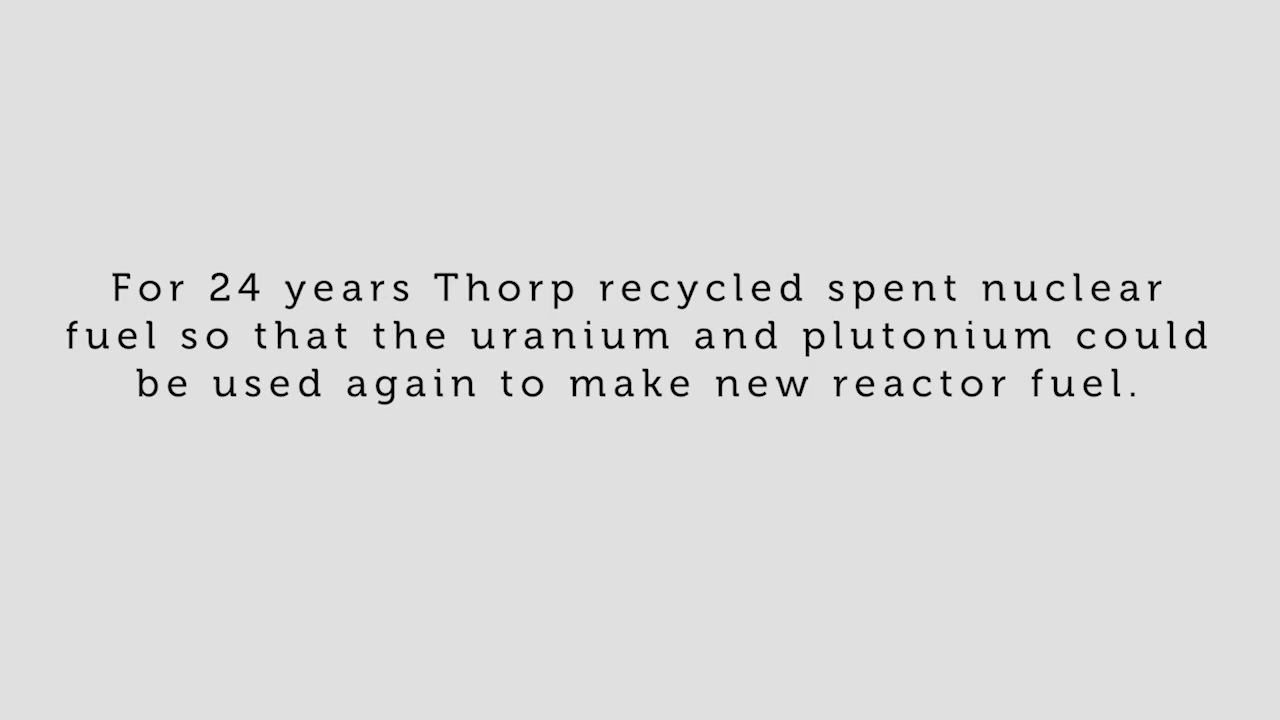 For 24 years Thorp recycled spent nuclear
fuel so that the uranium and plutonium could
be used again to make new reactor fuel.